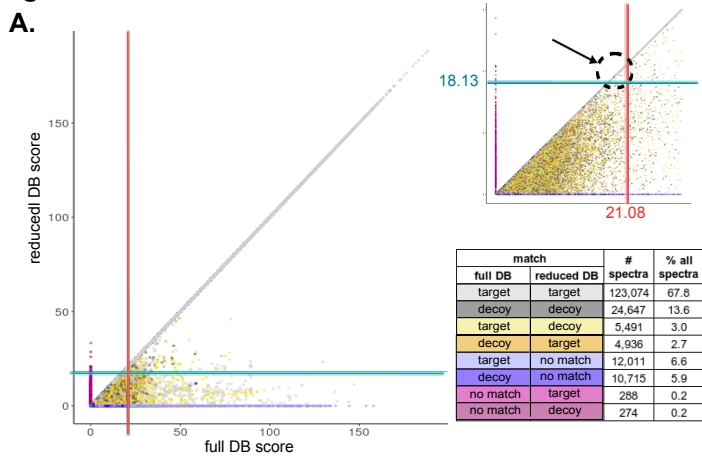 A.
reducedl DB score
150
100
50
0
0
50
100
150
full DB score
18.13
21.08
match # spectra % all spectra
full DB reduced DB
target target 123,074 67.8
decoy decoy 24,647 13.6
target decoy 5,491 3.0
decoy target 4,936 2.7
target no match 12,011 6.6
decoy no match 10,715 5.9
no match target 288 0.2
no match decoy 274 0.2